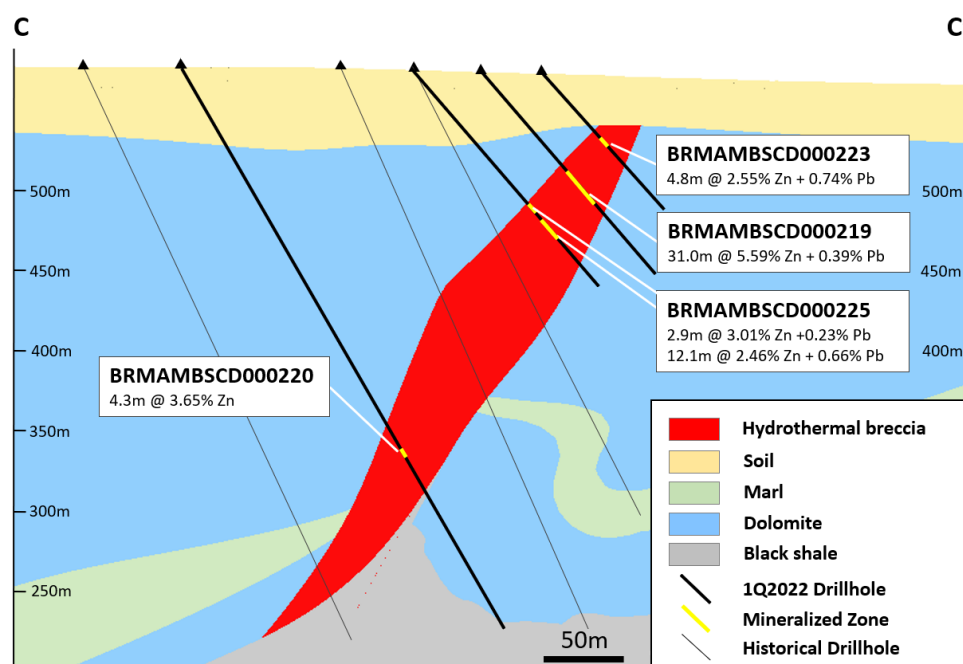 C
C
BRMAMBSCD000223
4.8m @ 2.55% Zn + 0.74% Pb
500m
500m
BRMAMBSCD000219
31.0m @ 5.59% Zn + 0.39% Pb
450m
450m
BRMAMBSCD000225
2.9m @ 3.01% Zn +0.23% Pb
12.1m @ 2.46% Zn + 0.66% Pb
400m
400m
BRMAMBSCD000220
4.3m @ 3.65% Zn
350m
300m
250m
50m
Hydrothermal breccia
Soil
Marl
Dolomite
Black shale
1Q2022 Drillhole
Mineralized Zone
Historical Drillhole